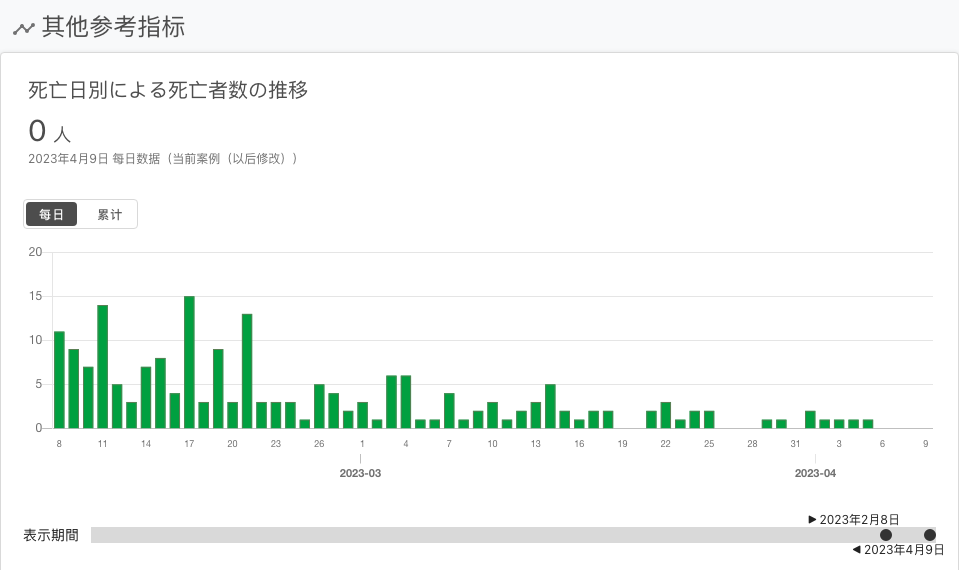 其他参考指标
死亡日別による死亡者数の推移
0 人
2023年4月9日 每日数据（当前案例（以后修改））
每日 累计
20
15
10
5
0
8 11 14 17 20 23 26 1 4 7 10 13 16 19 22 25 28 31 3 6 9
2023-03 2023-04
▶ 2023年2月8日
表示期間
◀ 2023年4月9日